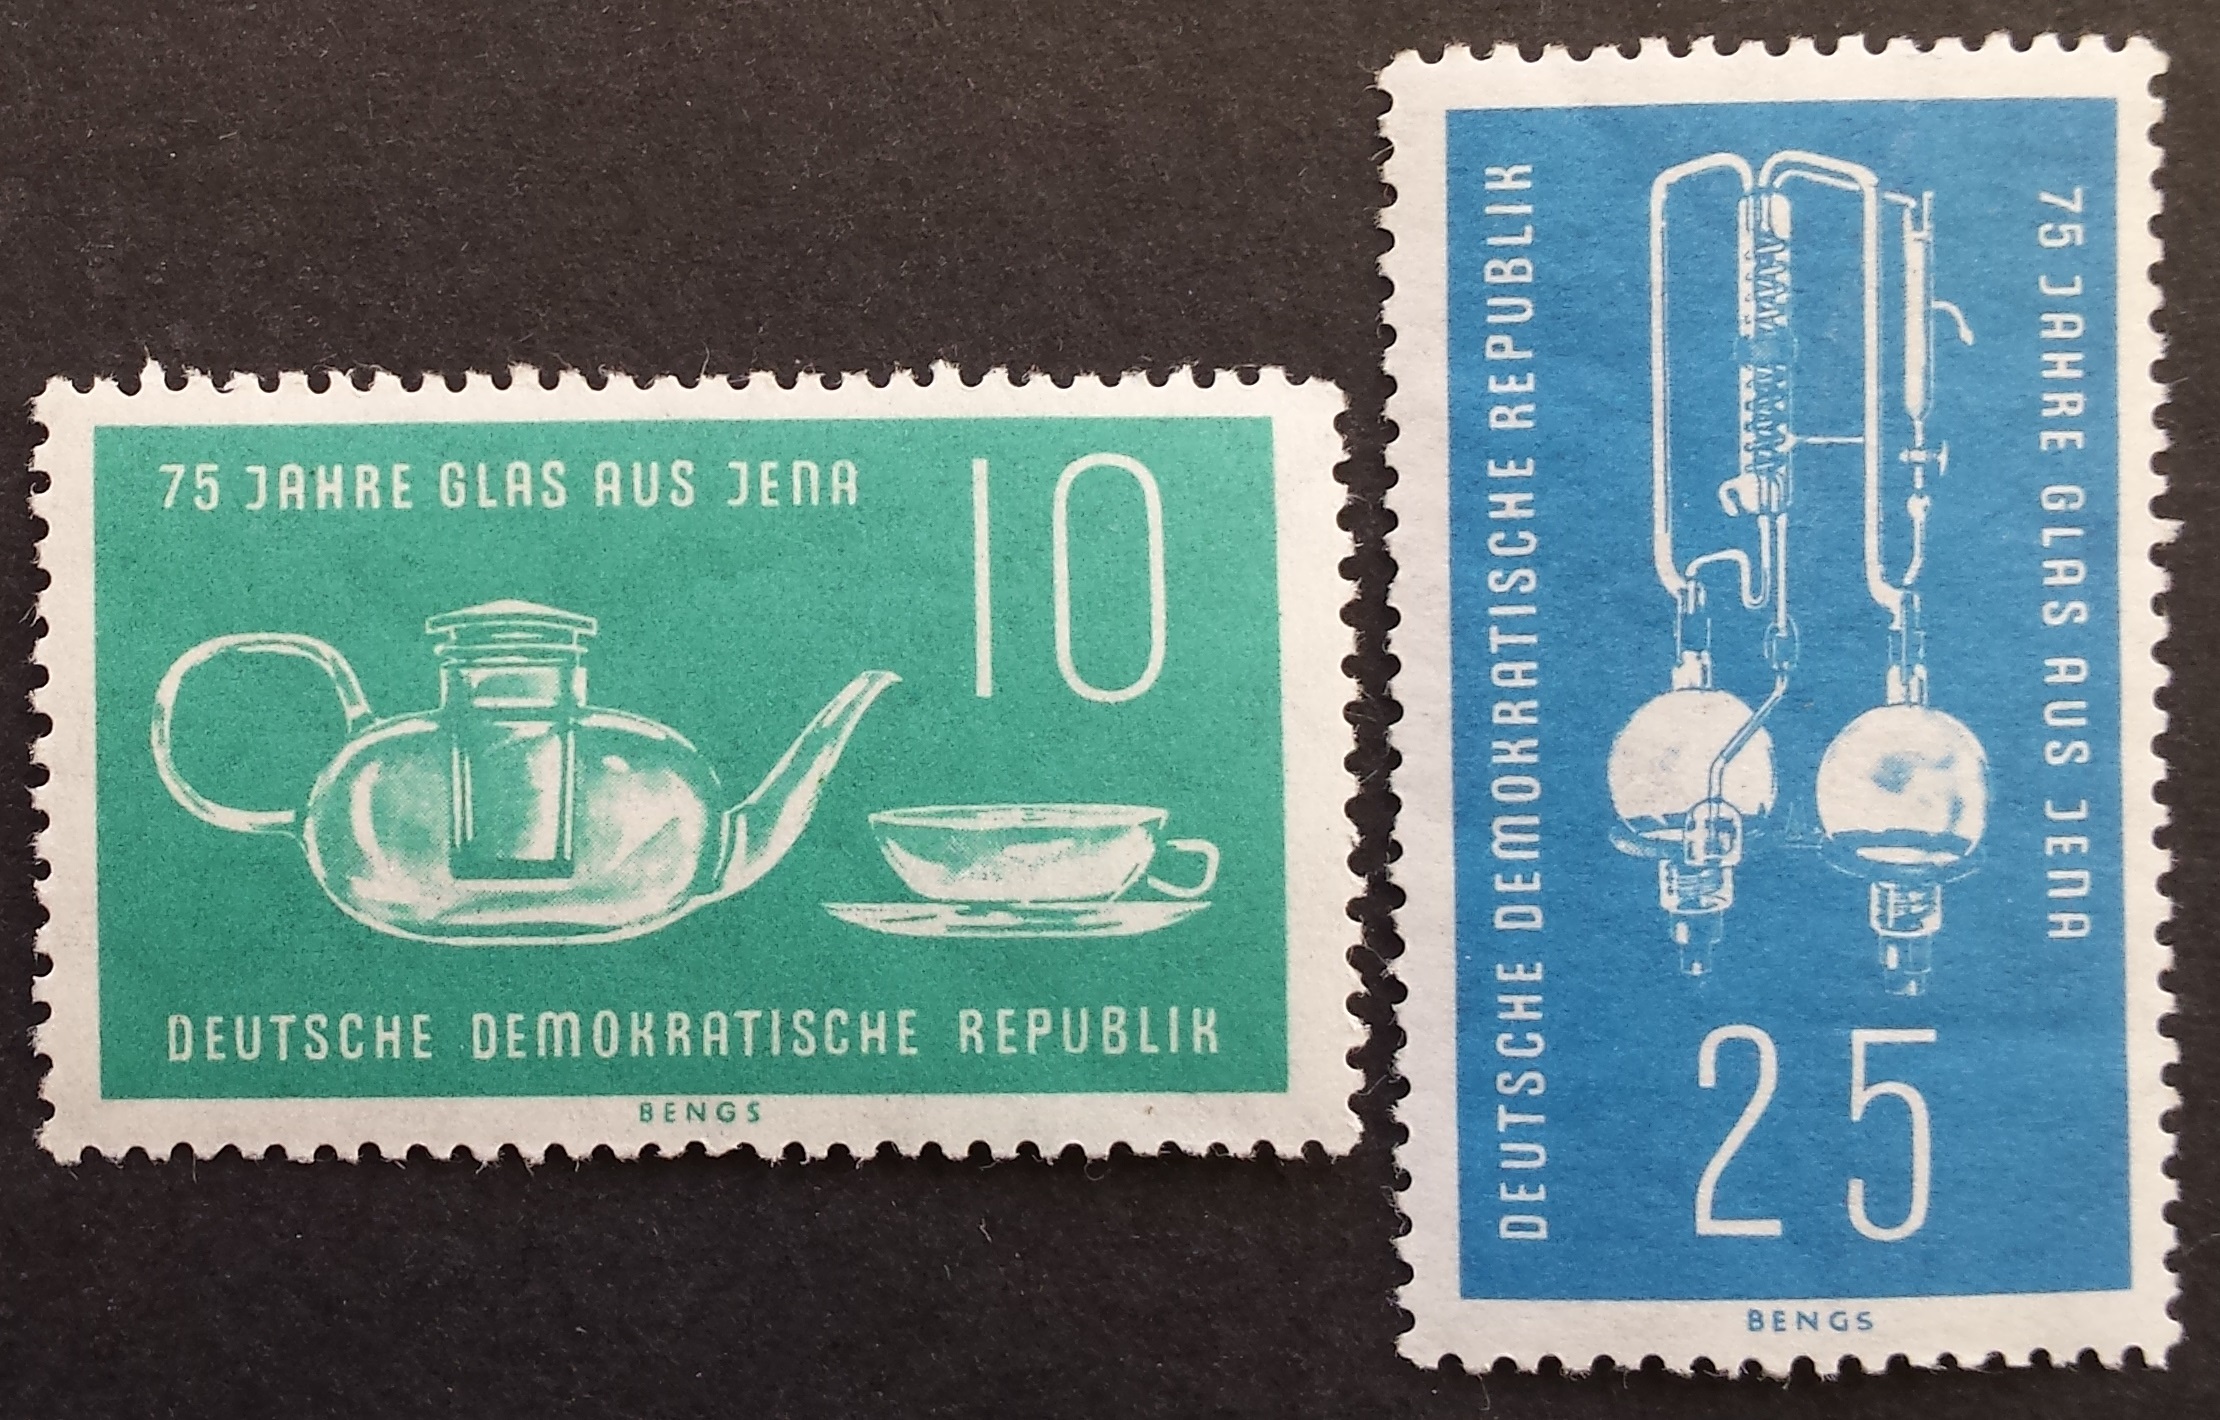 75 JAHRE GLAS AUS JENA
10
DEUTSCHE DEMOKRATISCHE REPUBLIK
BENGS
DEUTSCHE DEMOKRATISCHE REPUBLIK
75 JAHRE GLAS AUS JENA
25
BENGS